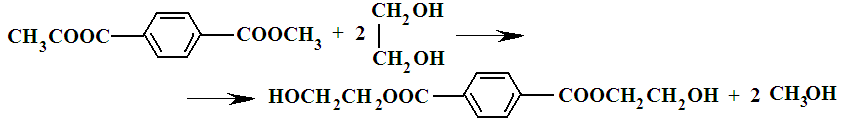 CH₃COOC COOCH₃ + 2 CH₂OH
CH₂OH
HOCH₂CH₂OOC COOCH₂CH₂OH + 2 CH₃OH